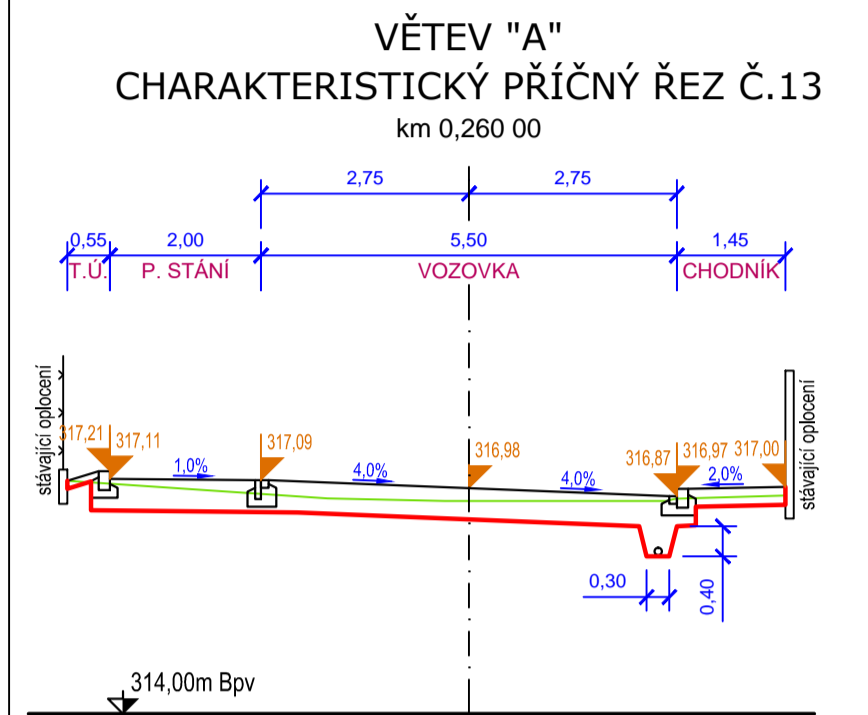 VĚTEV "A"
CHARAKTERISTICKÝ PŘÍČNÝ ŘEZ Č.13
km 0,260 00
2,75 2,75
0,55 2,00 5,50 1,45
T.Ú. P. STÁNÍ VOZOVKA CHODNÍK
stávající oplocení
stávající oplocení
317,21 317,11 317,09 316,98 316,87 316,97 317,00
1,0% 4,0% 4,0% 2,0%
0,30 0,40
314,00m Bpv